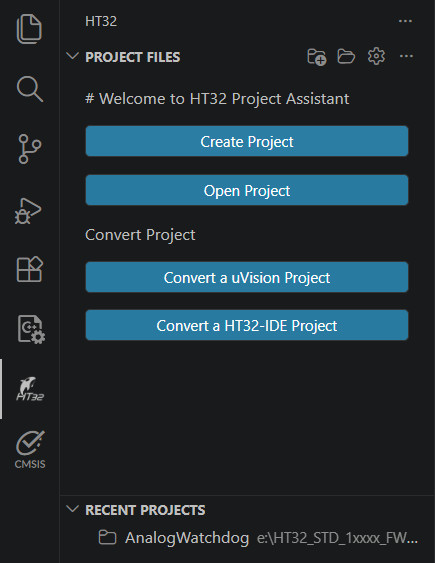 HT32
PROJECT FILES
# Welcome to HT32 Project Assistant
Create Project
Open Project
Convert Project
Convert a uVision Project
Convert a HT32-IDE Project
HT32
CMSIS
RECENT PROJECTS
AnalogWatchdog e:\HT32_STD_1xxxx_FW...